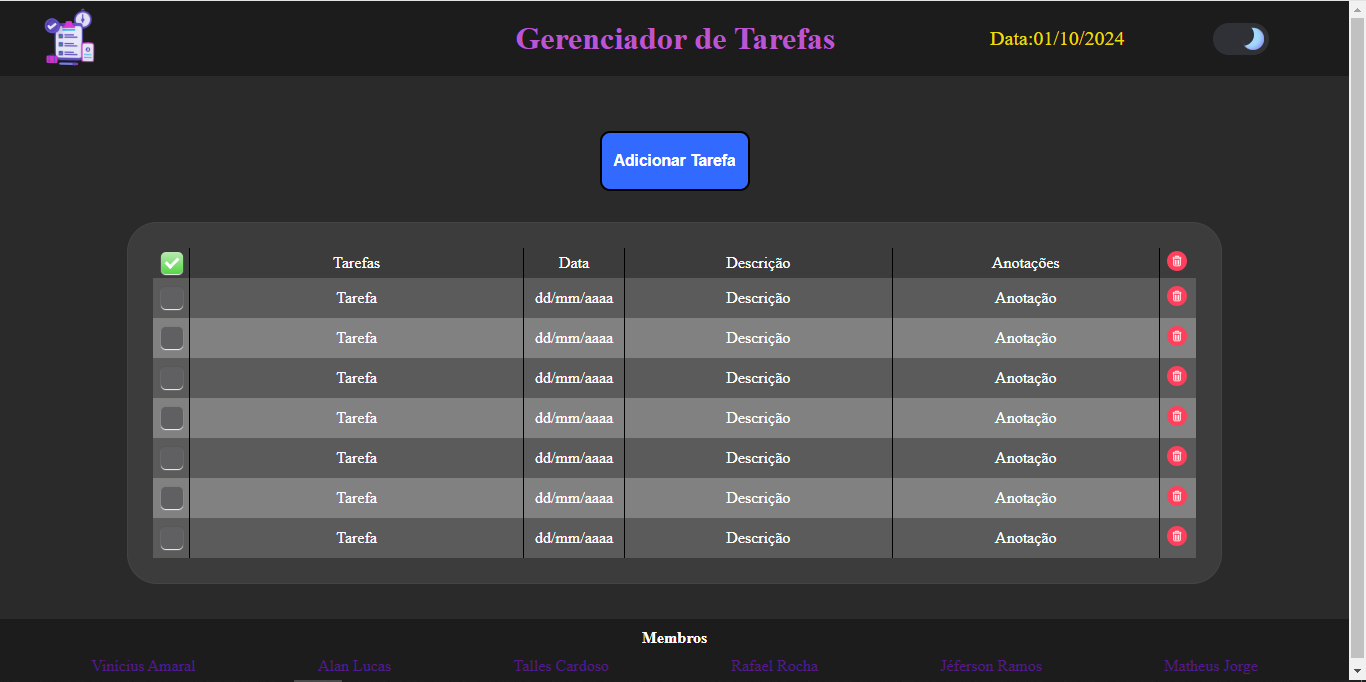 Gerenciador de Tarefas Data:01/10/2024
Adicionar Tarefa
Tarefas Data Descrição Anotações
Tarefa dd/mm/aaaa Descrição Anotação
Tarefa dd/mm/aaaa Descrição Anotação
Tarefa dd/mm/aaaa Descrição Anotação
Tarefa dd/mm/aaaa Descrição Anotação
Tarefa dd/mm/aaaa Descrição Anotação
Tarefa dd/mm/aaaa Descrição Anotação
Tarefa dd/mm/aaaa Descrição Anotação
Membros
Vinícius Amaral Alan Lucas Talles Cardoso Rafael Rocha Jéferson Ramos Matheus Jorge